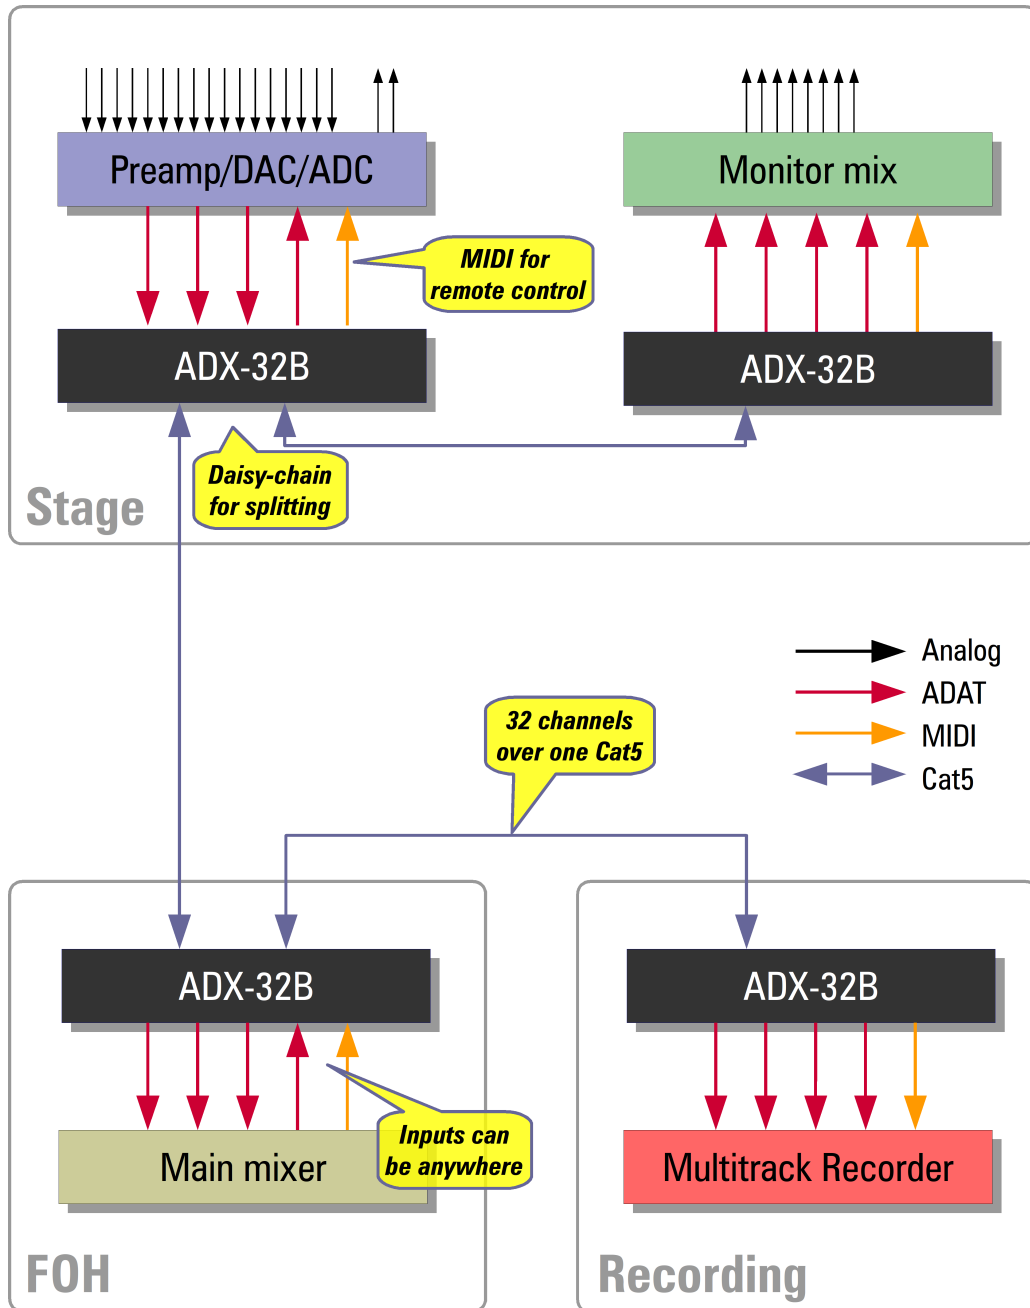 Preamp/DAC/ADC
Monitor mix
MIDI for
remote control
ADX-32B
ADX-32B
Daisy-chain
for splitting
Stage
Analog
ADAT
MIDI
Cat5
32 channels
over one Cat5
ADX-32B
ADX-32B
Inputs can
be anywhere
Main mixer
Multitrack Recorder
FOH
Recording